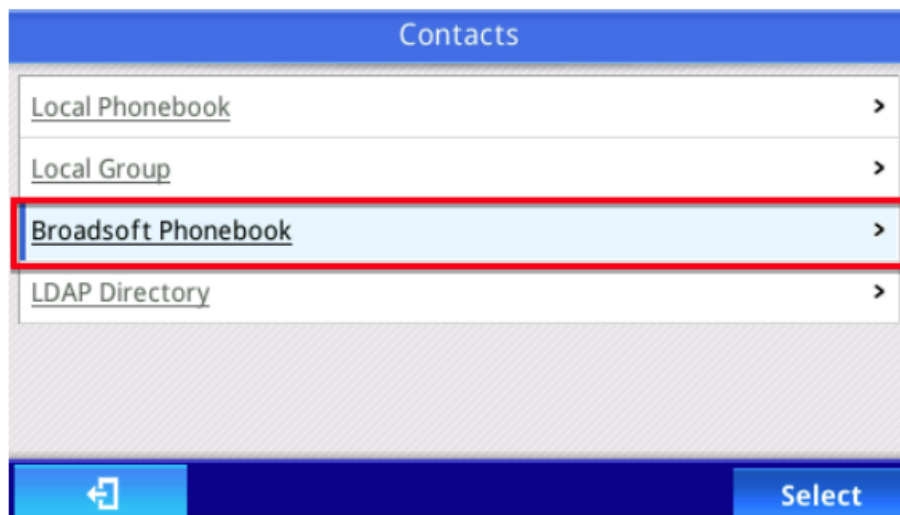 Contacts
Local Phonebook
Local Group
Broadsoft Phonebook
LDAP Directory
Select